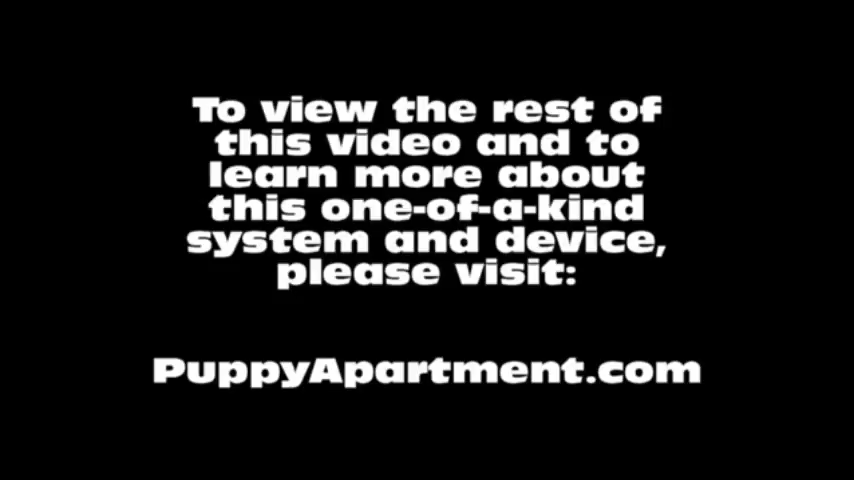 To view the rest of
this video and to
learn more about
this one-of-a-kind
system and device,
please visit:
PuppyApartment.com